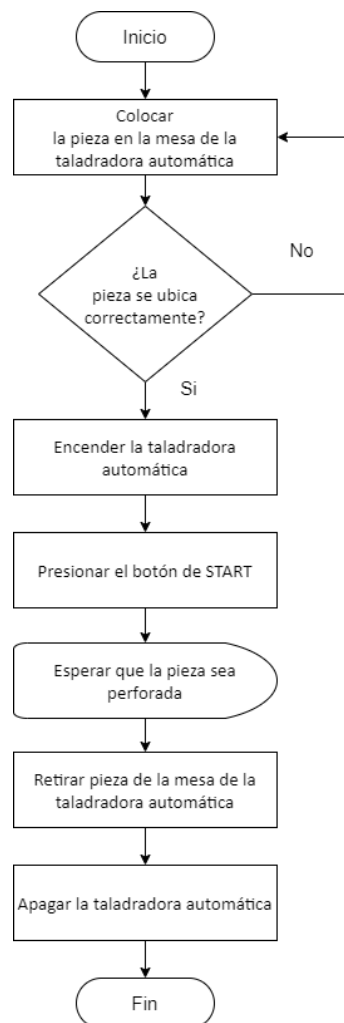 Inicio
Colocar
la pieza en la mesa de la
taladradora automática
¿La
pieza se ubica
correctamente?
No
Si
Encender la taladradora
automática
Presionar el botón de START
Esperar que la pieza sea
perforada
Retirar pieza de la mesa de la
taladradora automática
Apagar la taladradora automática
Fin